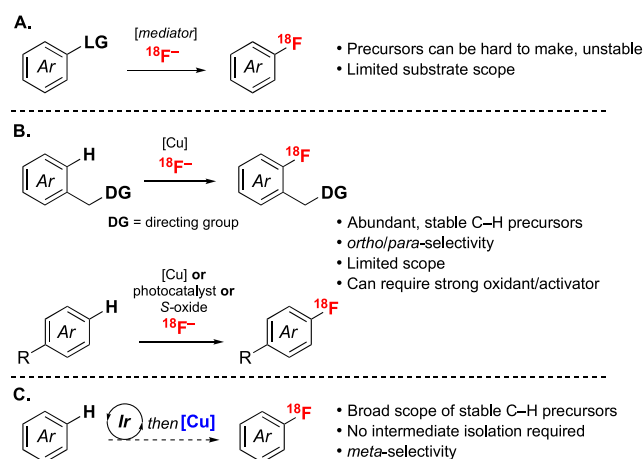 A.
LG
Ar
[mediator]
18F−
18F
Ar
• Precursors can be hard to make, unstable
• Limited substrate scope
B.
H
Ar
DG
[Cu]
18F−
18F
Ar
DG
DG = directing group
• Abundant, stable C–H precursors
• ortho/para-selectivity
• Limited scope
• Can require strong oxidant/activator
H
Ar
R
[Cu] or
photocatalyst or
S-oxide
18F−
18F
Ar
R
C.
H
Ar
Ir
then [Cu]
18F
Ar
• Broad scope of stable C–H precursors
• No intermediate isolation required
• meta-selectivity